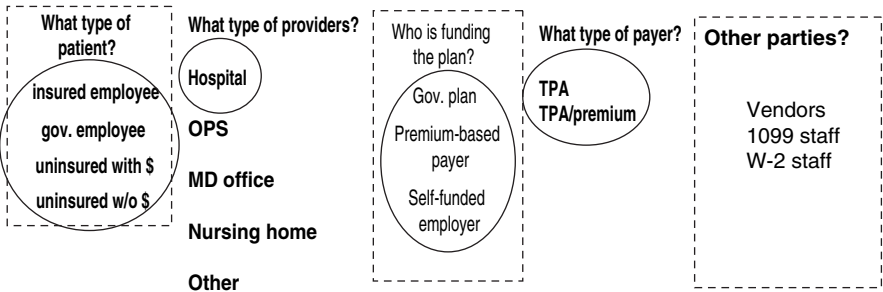 What type of
patient?
insured employee
gov. employee
uninsured with $
uninsured w/o $
What type of providers?
Hospital
OPS
MD office
Nursing home
Other
Who is funding
the plan?
Gov. plan
Premium-based
payer
Self-funded
employer
What type of payer?
TPA
TPA/premium
Other parties?
Vendors
1099 staff
W-2 staff